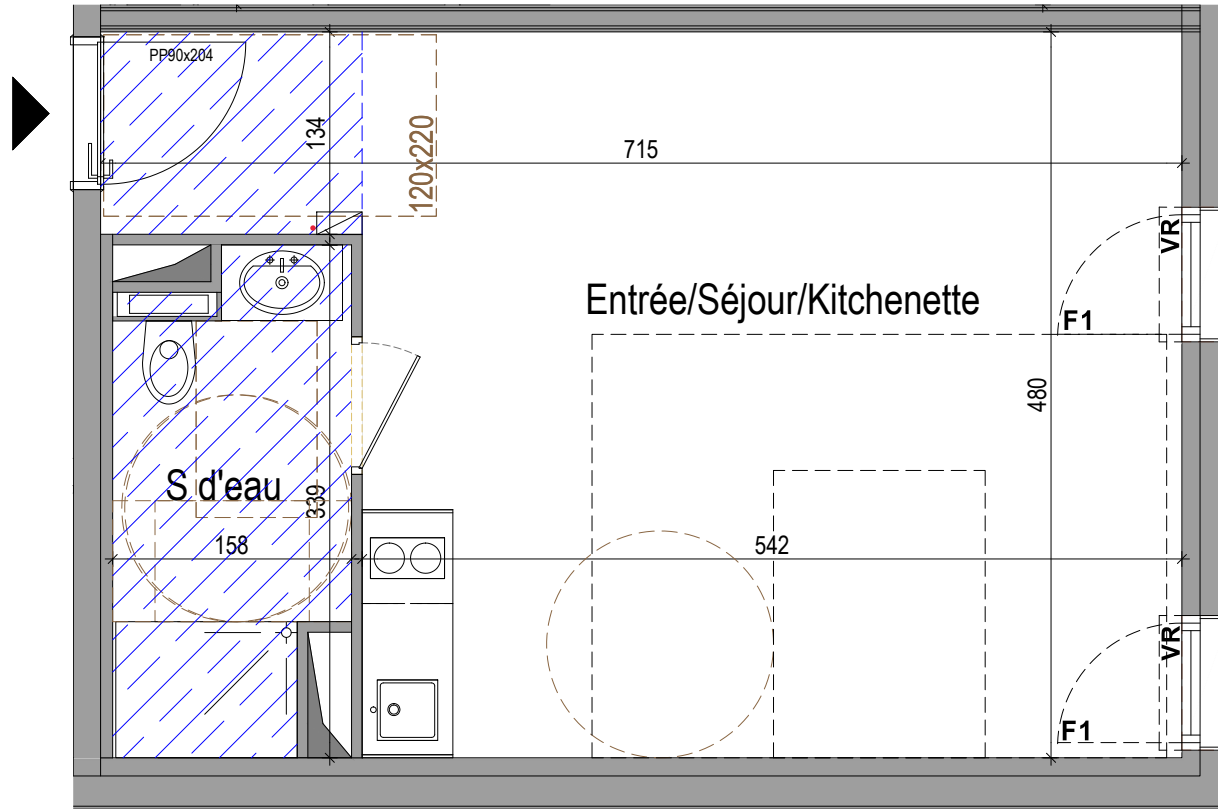 PP90x204
134
120x220
715
VR
Entrée/Séjour/Kitchenette
F1
480
S d'eau
339
158
542
VR
F1